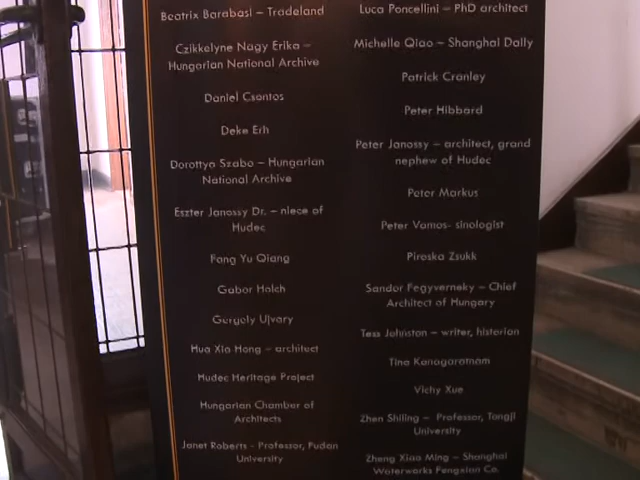 Beatrix Barabasi – Tradeland
Czikkelyne Nagy Erika –
Hungarian National Archive
Daniel Csontos
Deke Erh
Dorottya Szabo – Hungarian
National Archive
Eszter Janossy Dr. – niece of
Hudec
Fang Yu Qiang
Gabor Holch
Gergely Ujvary
Hua Xia Hong – architect
Hudec Heritage Project
Hungarian Chamber of
Architects
Janet Roberts - Professor, Fudan
University
Luca Poncellini – PhD architect
Michelle Qiao – Shanghai Daily
Patrick Cranley
Peter Hibbard
Peter Janossy – architect, grand
nephew of Hudec
Peter Markus
Peter Vamos- sinologist
Piroska Zsukk
Sandor Fegyverneky – Chief
Architect of Hungary
Tess Johnston – writer, historian
Tina Kanagaratnam
Vichy Xue
Zhen Shiling – Professor, Tongji
University
Zheng Xiao Ming – Shanghai
Waterworks Fengxian Co.